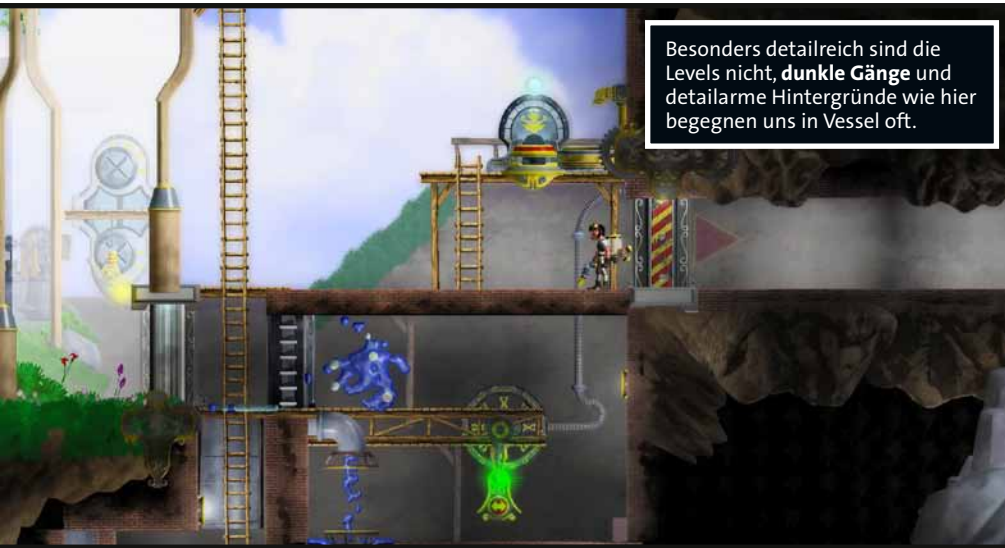 Besonders detailreich sind die
Levels nicht, dunkle Gänge und
detailarme Hintergründe wie hier
begegnen uns in Vessel oft.